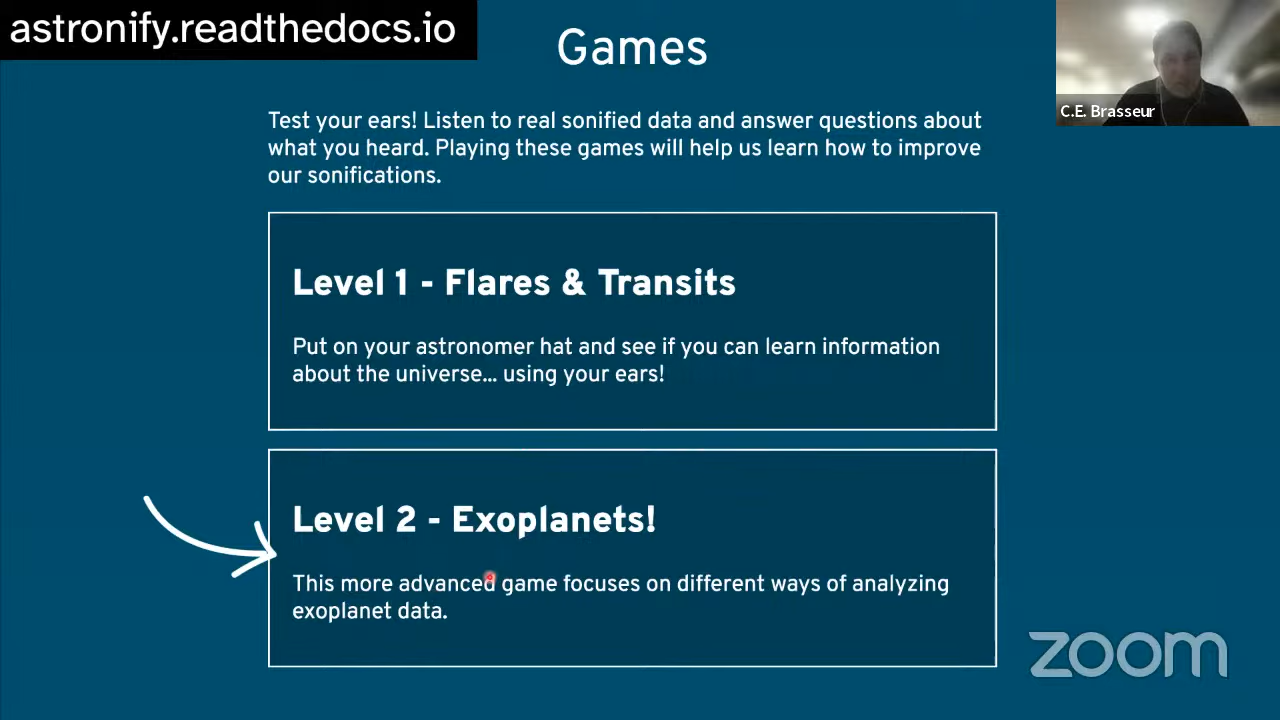 astronify.readthedocs.io
Games
C.E. Brasseur
Test your ears! Listen to real sonified data and answer questions about
what you heard. Playing these games will help us learn how to improve
our sonifications.
Level 1 - Flares & Transits
Put on your astronomer hat and see if you can learn information
about the universe... using your ears!
Level 2 - Exoplanets!
This more advanced game focuses on different ways of analyzing
exoplanet data.
zoom